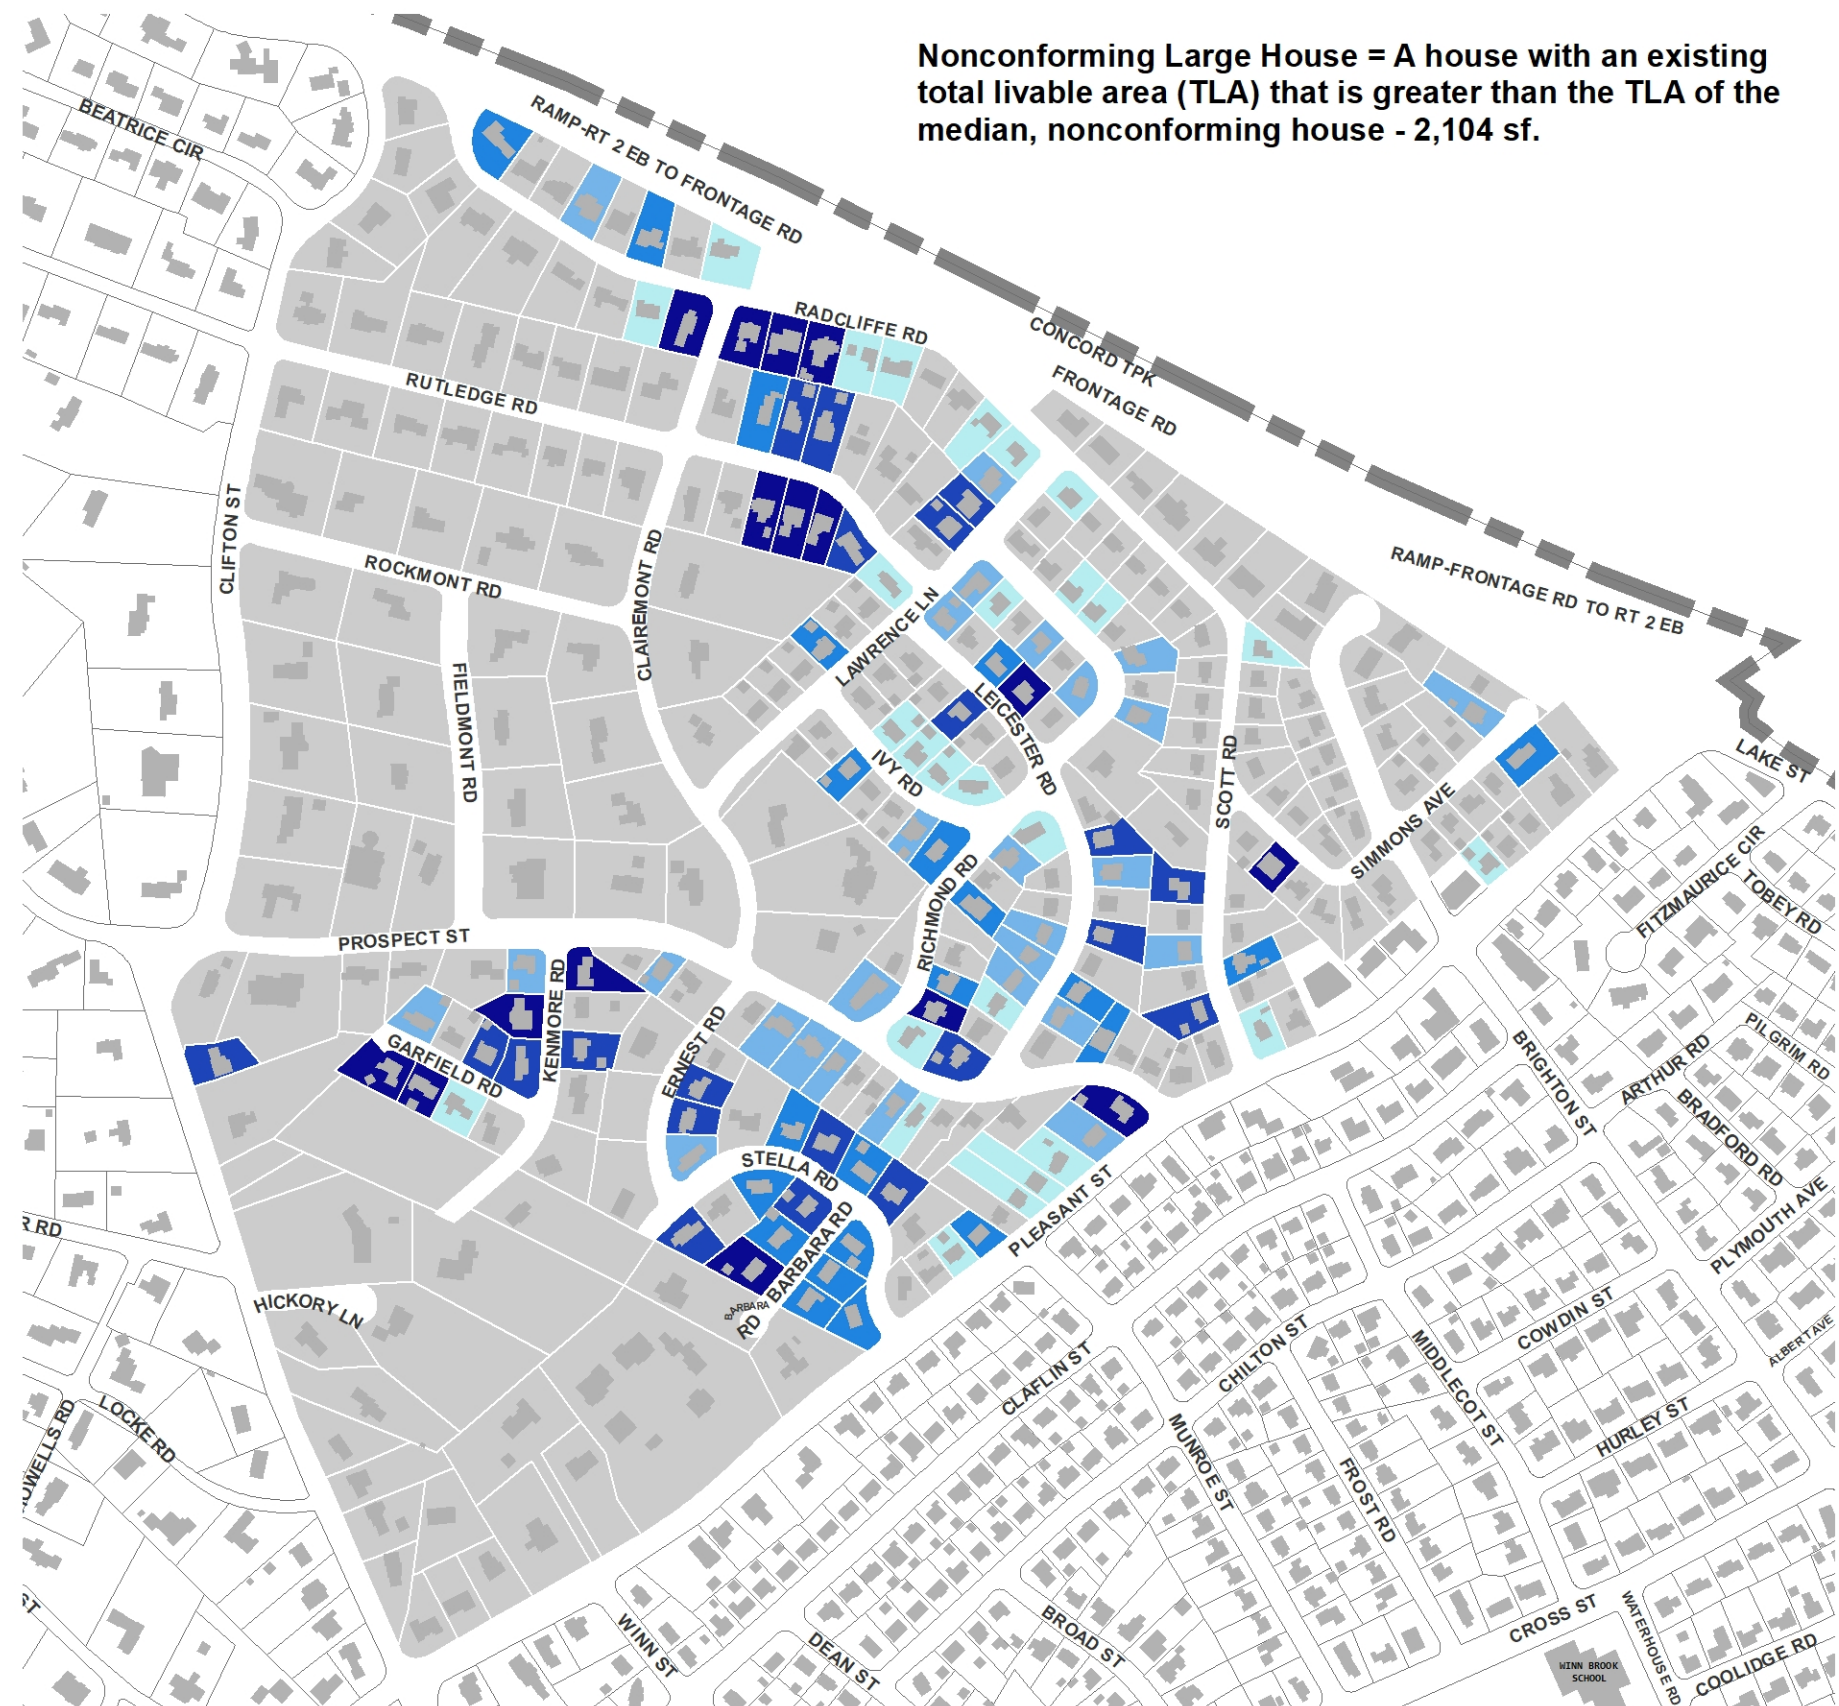 Nonconforming Large House = A house with an existing
total livable area (TLA) that is greater than the TLA of the
median, nonconforming house - 2,104 sf.
BEATRICE CIR
RAMP-RT 2 EB TO FRONTAGE RD
RADCLIFFE RD
CONCORD TPK
FRONTAGE RD
RUTLEDGE RD
CLIFTON ST
ROCKMONT RD
CLAIREMONT RD
RAMP-FRONTAGE RD TO RT 2 EB
LAWRENCE LN
FIELDMONT RD
LEICESTER RD
IVY RD
SCOTT RD
LAKE ST
SIMMONS AVE
FITZMAURICE CIR
TOBEY RD
RICHMOND RD
PROSPECT ST
KENMORE RD
GARFIELD RD
ERNEST RD
BRIGHTON ST
ARTHUR RD
PILGRIM RD
BRADFORD RD
PLYMOUTH AVE
STELLA RD
PLEASANT ST
BARBARA RD
BARBARA
RD
R RD
HICKORY LN
CHILTON ST
COWDIN ST
ALBERT AVE
CLAFLIN ST
MIDDLECOT ST
LOCKE RD
OWELLS RD
MUNROE ST
HURLEY ST
FROST RD
ST
WINN ST
DEAN ST
BROAD ST
CROSS ST
WATERHOUSE RD
COOLIDGE RD
WINN BROOK
SCHOOL